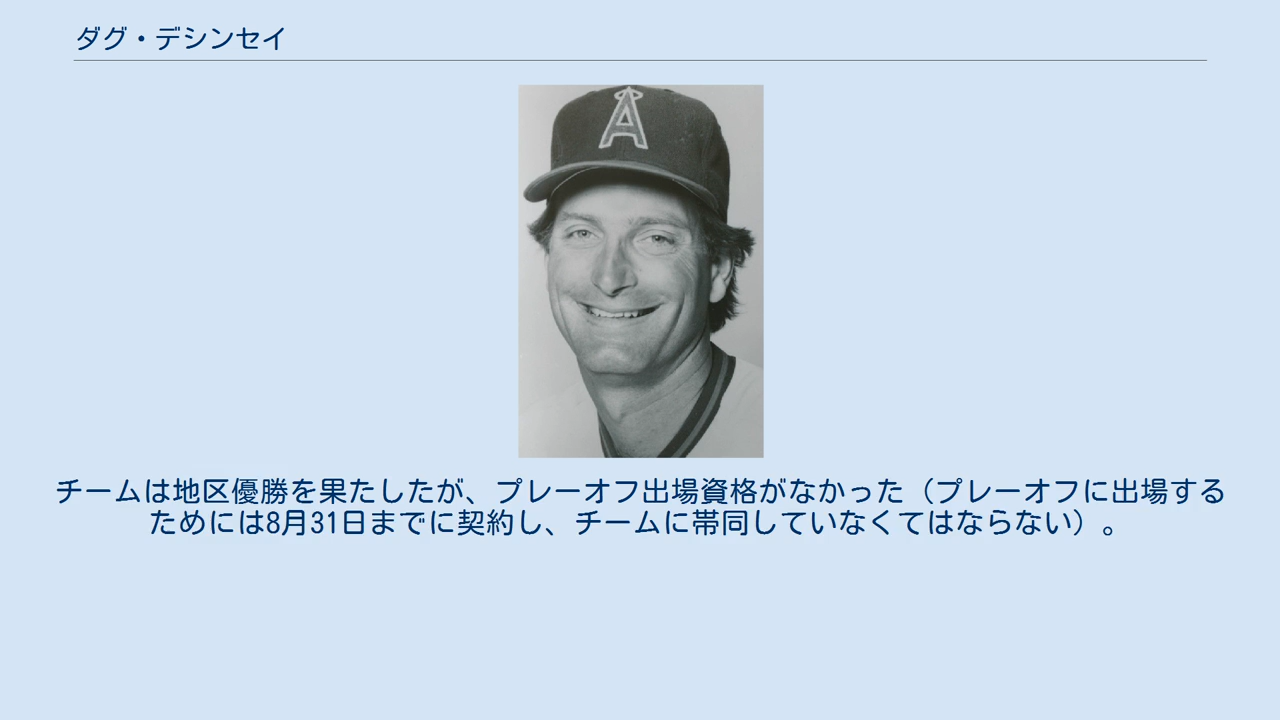 ダグ・デシンセイ
A
チームは地区優勝を果たしたが、プレーオフ出場資格がなかった（プレーオフに出場する
ためには8月31日までに契約し、チームに帯同していなくてはならない）。